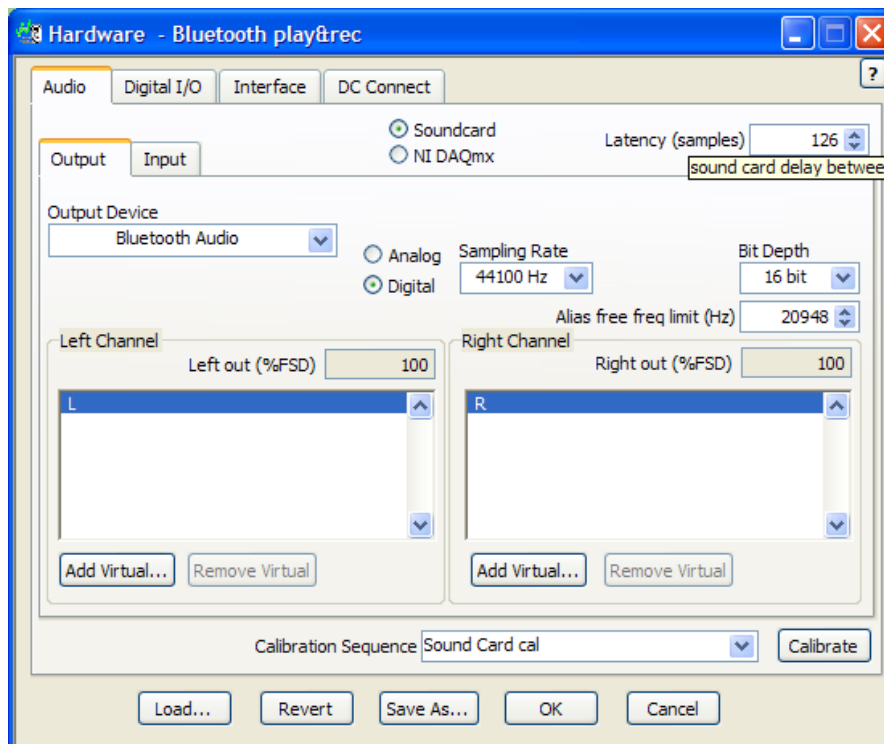 Hardware - Bluetooth play&rec
?
Audio Digital I/O Interface DC Connect
Soundcard
NI DAQmx
Latency (samples) 126
sound card delay betwee
Output Input
Output Device
Bluetooth Audio
Analog
Digital
Sampling Rate
44100 Hz
Bit Depth
16 bit
Alias free freq limit (Hz) 20948
Left Channel
Left out (%FSD) 100
L
Add Virtual... Remove Virtual
Right Channel
Right out (%FSD) 100
R
Add Virtual... Remove Virtual
Calibration Sequence Sound Card cal Calibrate
Load... Revert Save As... OK Cancel